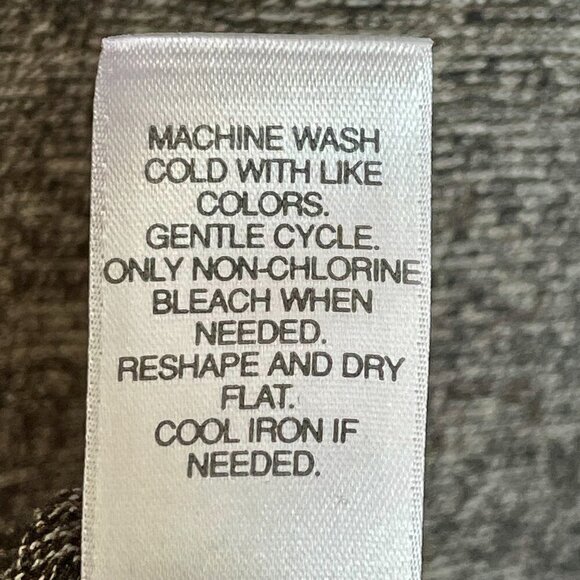 MACHINE WASH
COLD WITH LIKE
COLORS.
GENTLE CYCLE.
ONLY NON-CHLORINE
BLEACH WHEN
NEEDED.
RESHAPE AND DRY
FLAT.
COOL IRON IF
NEEDED.